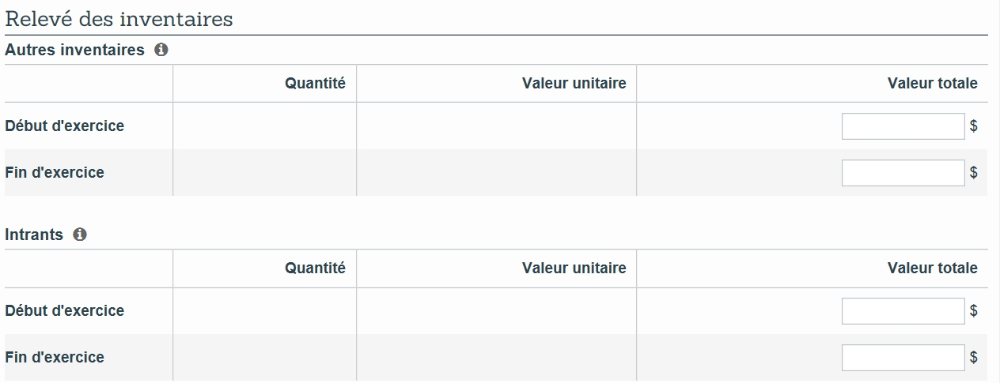 Relevé des inventaires
Autres inventaires
Quantité Valeur unitaire Valeur totale
Début d'exercice $
Fin d'exercice $
Intrants
Quantité Valeur unitaire Valeur totale
Début d'exercice $
Fin d'exercice $